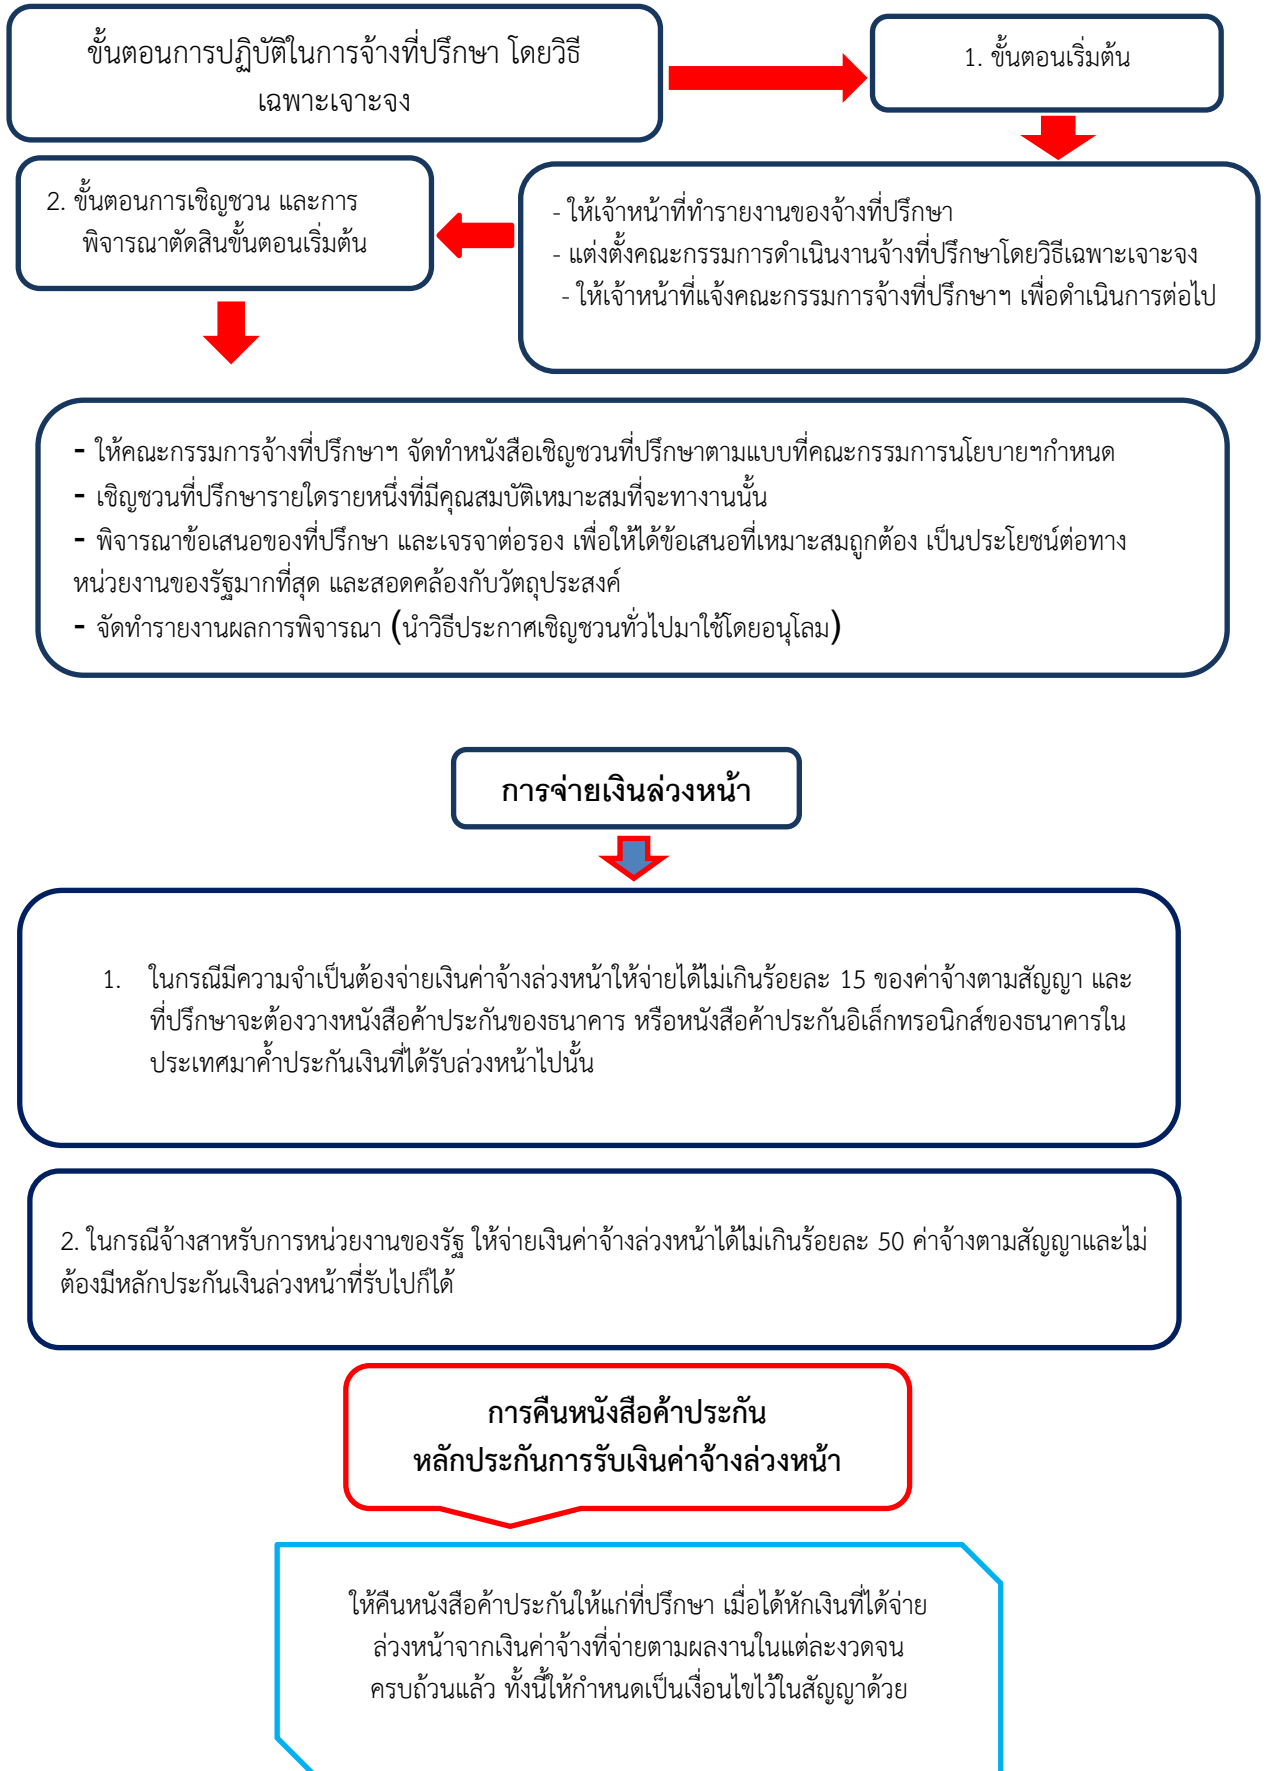 ขั้นตอนการปฏิบัติในการจ้างที่ปรึกษา โดยวิธี
เฉพาะเจาะจง
1. ขั้นตอนเริ่มต้น
- ให้เจ้าหน้าที่ทำรายงานของจ้างที่ปรึกษา
- แต่งตั้งคณะกรรมการดำเนินงานจ้างที่ปรึกษาโดยวิธีเฉพาะเจาะจง
- ให้เจ้าหน้าที่แจ้งคณะกรรมการจ้างที่ปรึกษาฯ เพื่อดำเนินการต่อไป
2. ขั้นตอนการเชิญชวน และการ
พิจารณาตัดสินขั้นตอนเริ่มต้น
- ให้คณะกรรมการจ้างที่ปรึกษาฯ จัดทำหนังสือเชิญชวนที่ปรึกษาตามแบบที่คณะกรรมการนโยบายฯกำหนด
- เชิญชวนที่ปรึกษารายใดรายหนึ่งที่มีคุณสมบัติเหมาะสมที่จะทางานนั้น
- พิจารณาข้อเสนอของที่ปรึกษา และเจรจาต่อรอง เพื่อให้ได้ข้อเสนอที่เหมาะสมถูกต้อง เป็นประโยชน์ต่อทาง
หน่วยงานของรัฐมากที่สุด และสอดคล้องกับวัตถุประสงค์
- จัดทำรายงานผลการพิจารณา (นำวิธีประกาศเชิญชวนทั่วไปมาใช้โดยอนุโลม)
การจ่ายเงินล่วงหน้า
1. ในกรณีมีความจำเป็นต้องจ่ายเงินค่าจ้างล่วงหน้าให้จ่ายได้ไม่เกินร้อยละ 15 ของค่าจ้างตามสัญญา และ
ที่ปรึกษาจะต้องวางหนังสือค้าประกันของธนาคาร หรือหนังสือค้าประกันอิเล็กทรอนิกส์ของธนาคารใน
ประเทศมาค้ำประกันเงินที่ได้รับล่วงหน้าไปนั้น
2. ในกรณีจ้างสาหรับการหน่วยงานของรัฐ ให้จ่ายเงินค่าจ้างล่วงหน้าได้ไม่เกินร้อยละ 50 ค่าจ้างตามสัญญาและไม่
ต้องมีหลักประกันเงินล่วงหน้าที่รับไปก็ได้
การคืนหนังสือค้าประกัน
หลักประกันการรับเงินค่าจ้างล่วงหน้า
ให้คืนหนังสือค้าประกันให้แก่ที่ปรึกษา เมื่อได้หักเงินที่ได้จ่าย
ล่วงหน้าจากเงินค่าจ้างที่จ่ายตามผลงานในแต่ละงวดจน
ครบถ้วนแล้ว ทั้งนี้ให้กำหนดเป็นเงื่อนไขไว้ในสัญญาด้วย